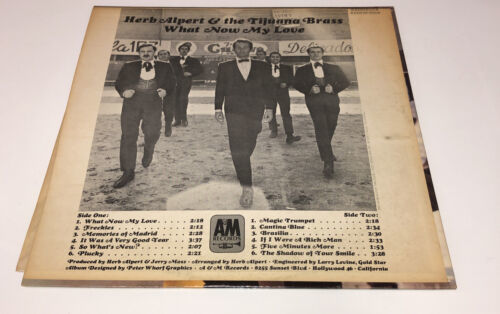 Herb Alpert & the Tijuana Brass
What Now My Love
Delicados
Side One:
1. What Now My Love . . . 2:18
2. Freckles . . . . . . . . . 2:12
3. Memories of Madrid . . . 2:28
4. It Was A Very Good Year . 3:37
5. So What's New? . . . . . 2:07
6. Plucky . . . . . . . . . . 2:21
A&M
RECORDS
Side Two:
1. Magic Trumpet . . . . . 2:18
2. Cantina Blue . . . . . . 2:34
3. Brasilia . . . . . . . . . 2:30
4. If I Were A Rich Man . . 2:33
5. Five Minutes More . . . . 1:53
6. The Shadow of Your Smile . 3:28
Produced by Herb Alpert & Jerry Moss - Arranged by Herb Alpert - Engineered by Larry Levine, Gold Star
Album Designed by Peter Whorf Graphics - A & M Records - 8255 Sunset Blvd - Hollywood 46 - California